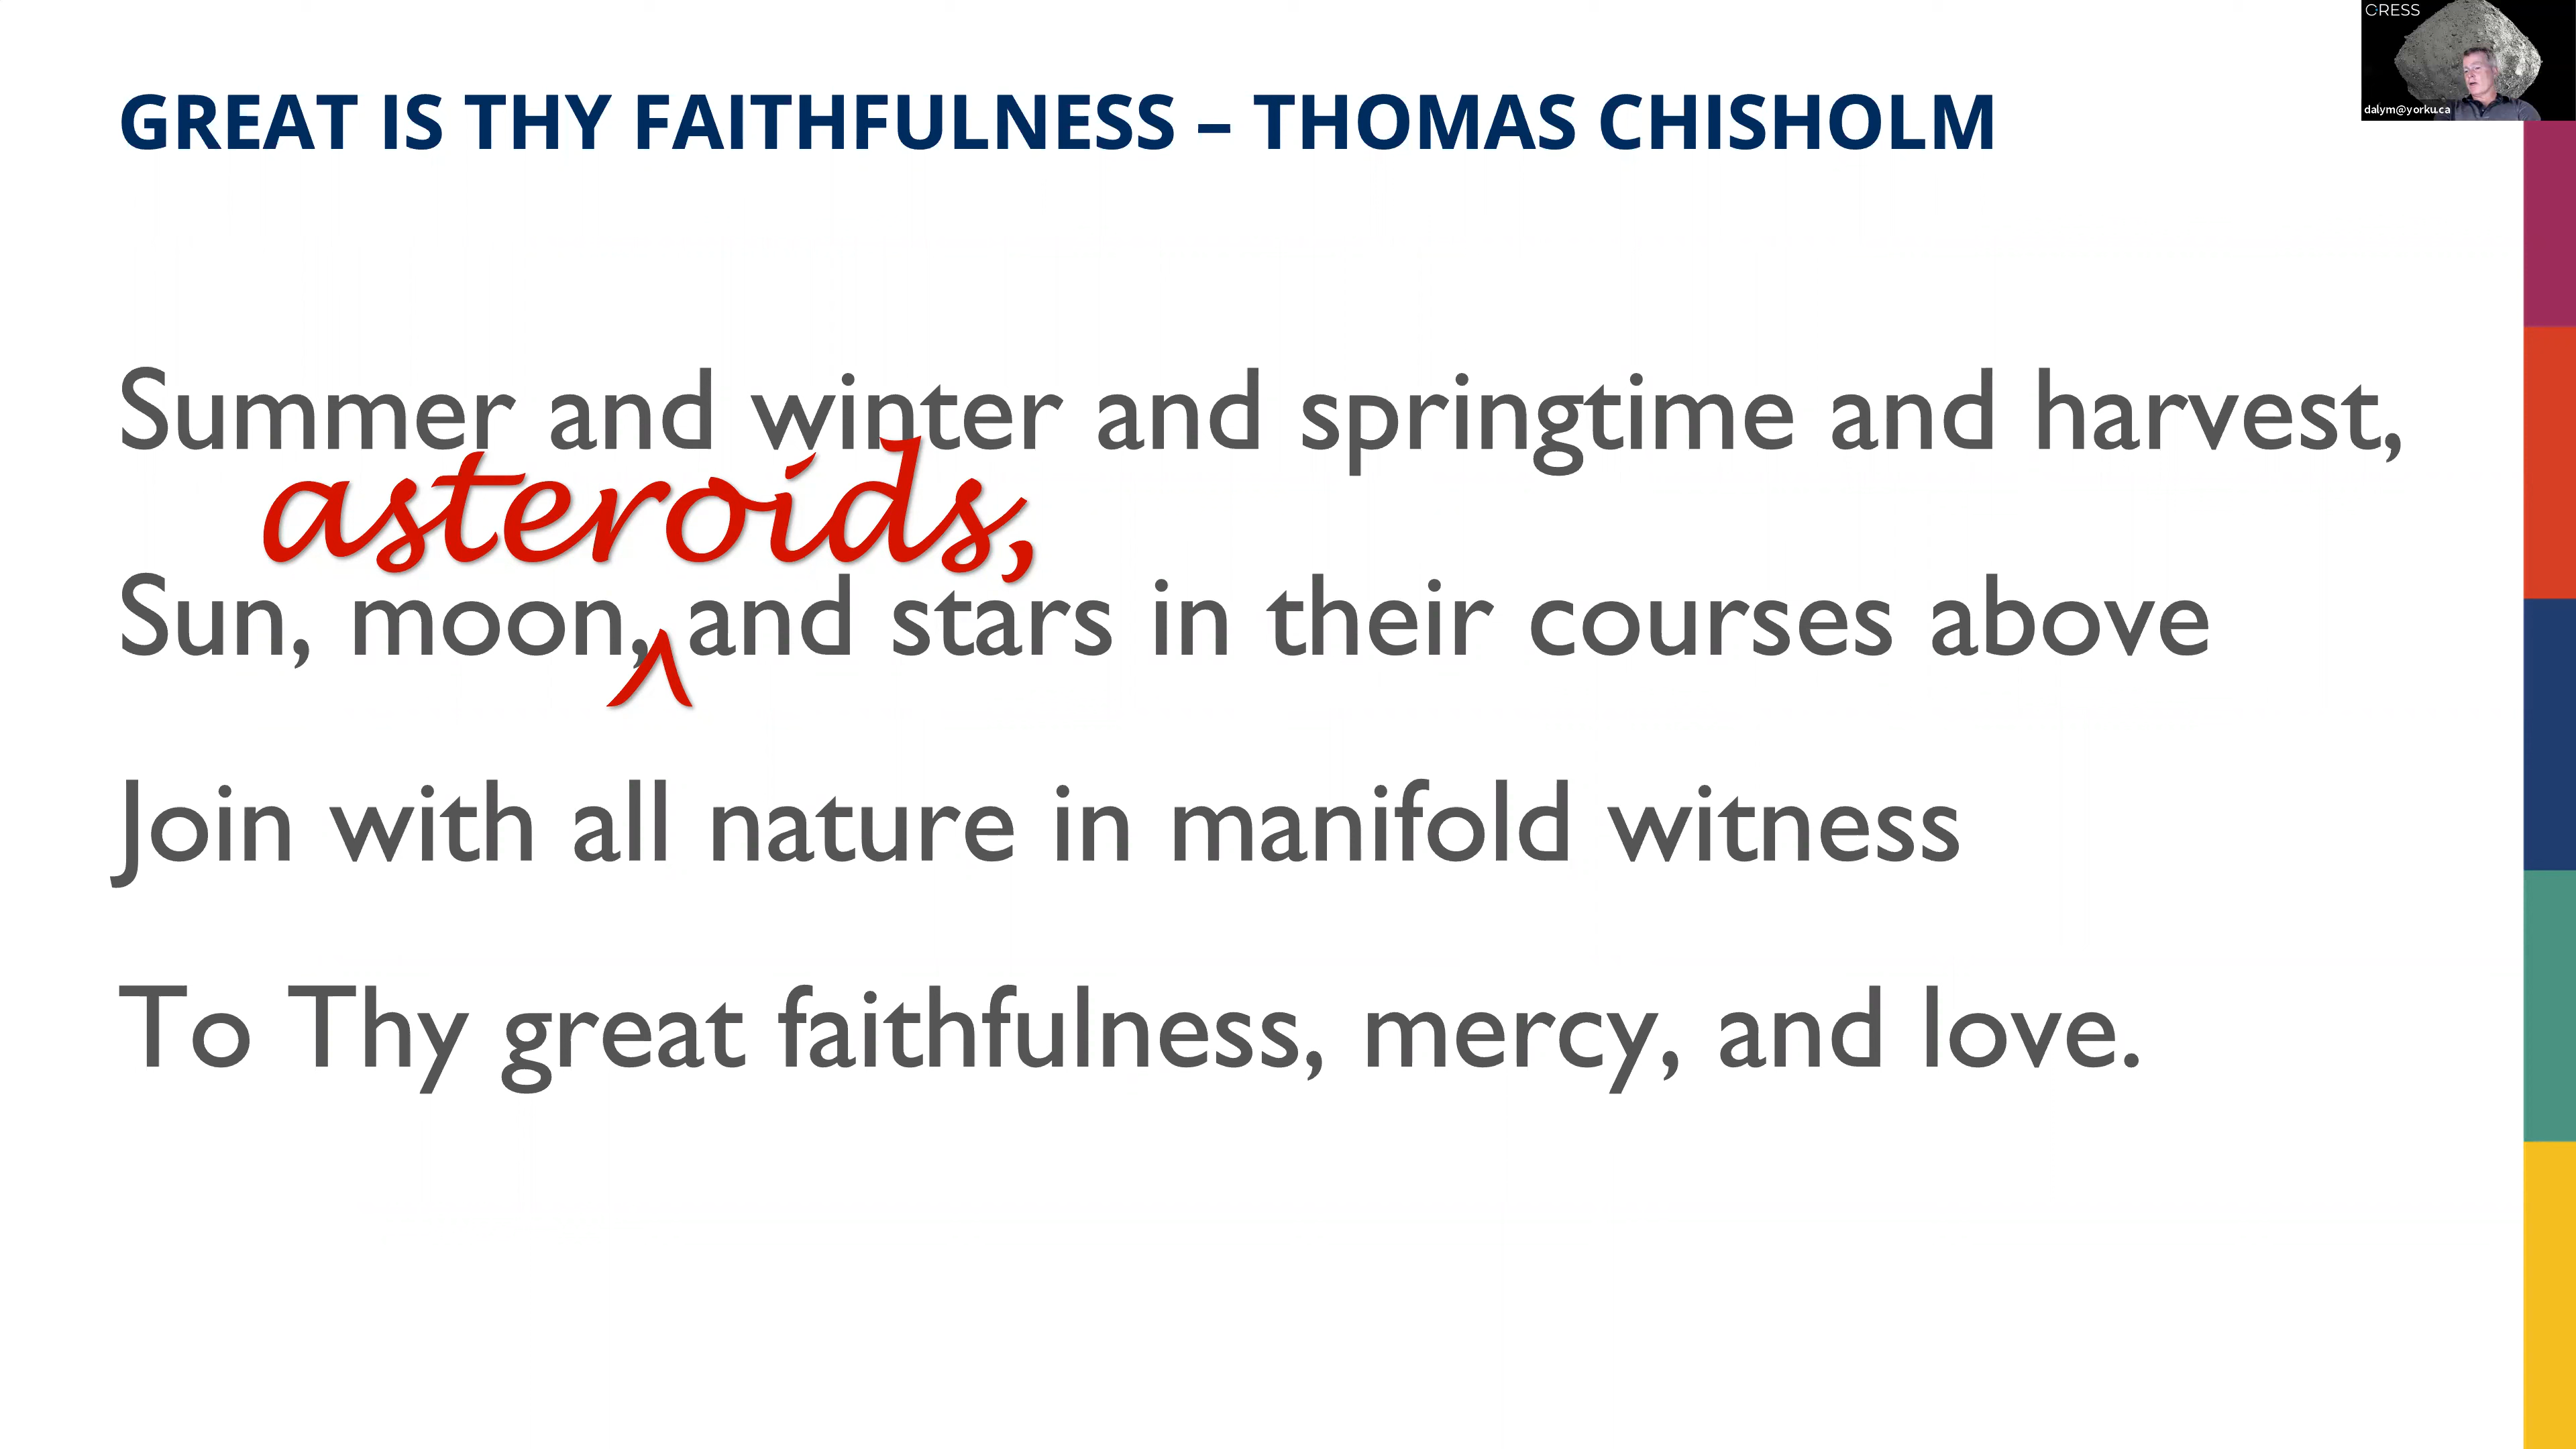 CRESS
dalym@yorku.ca
GREAT IS THY FAITHFULNESS – THOMAS CHISHOLM
Summer and winter and springtime and harvest,
asteroids,
Sun, moon, and stars in their courses above
Join with all nature in manifold witness
To Thy great faithfulness, mercy, and love.